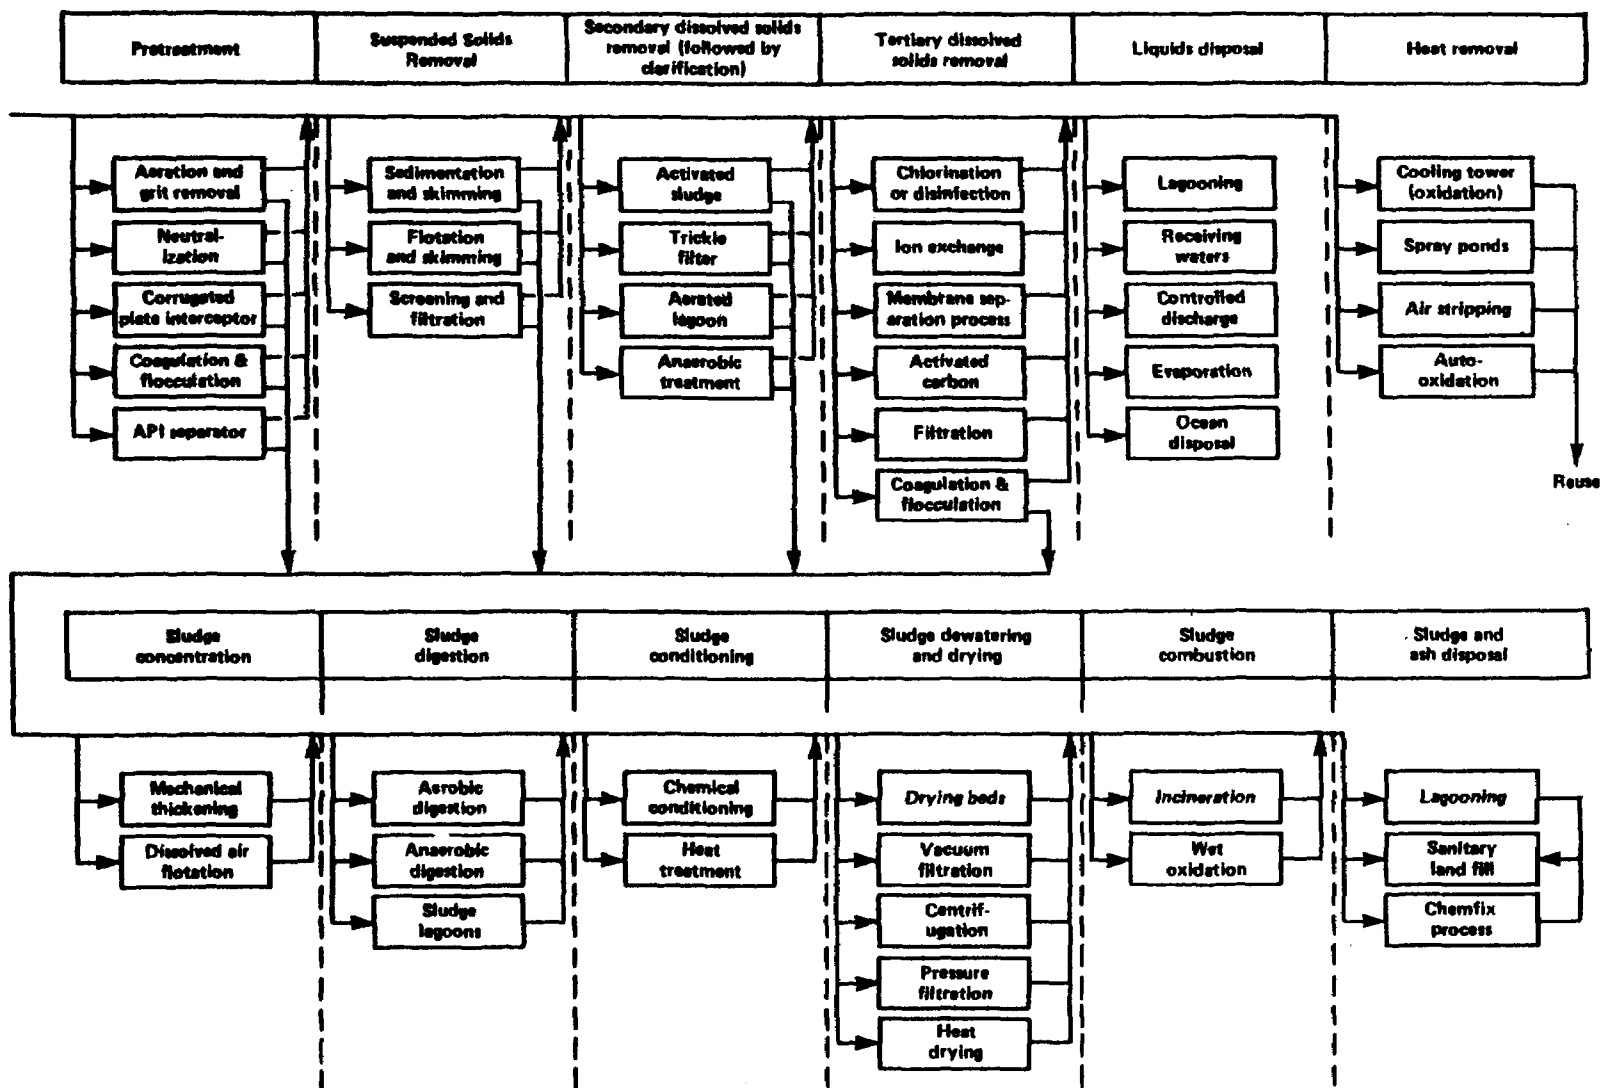 Pretreatment
Suspended Solids
Removal
Secondary dissolved solids
removal (followed by
clarification)
Tertiary dissolved
solids removal
Liquids disposal
Heat removal
Aeration and
grit removal
Neutral-
ization
Corrugated
plate interceptor
Coagulation &
flocculation
API separator
Sedimentation
and skimming
Flotation
and skimming
Screening and
filtration
Activated
sludge
Trickle
filter
Aerated
lagoon
Anaerobic
treatment
Chlorination
or disinfection
Ion exchange
Membrane sep-
aration process
Activated
carbon
Filtration
Coagulation &
flocculation
Lagooning
Receiving
waters
Controlled
discharge
Evaporation
Ocean
disposal
Cooling tower
(oxidation)
Spray ponds
Air stripping
Auto-
oxidation
Reuse
Sludge
concentration
Sludge
digestion
Sludge
conditioning
Sludge dewatering
and drying
Sludge
combustion
Sludge and
ash disposal
Mechanical
thickening
Dissolved air
flotation
Aerobic
digestion
Anaerobic
digestion
Sludge
lagoons
Chemical
conditioning
Heat
treatment
Drying beds
Vacuum
filtration
Centrif-
ugation
Pressure
filtration
Heat
drying
Incineration
Wet
oxidation
Lagooning
Sanitary
land fill
Chemfix
process